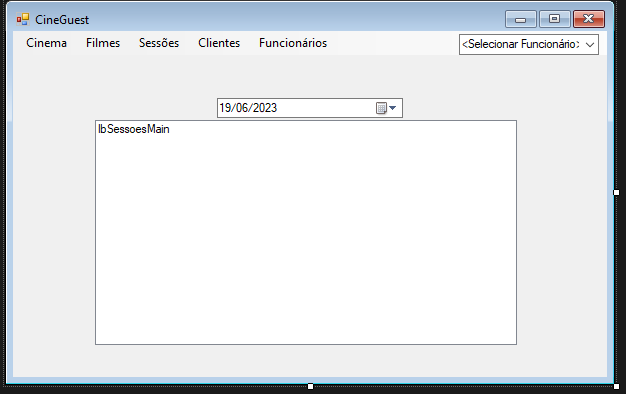 CineGuest
Cinema Filmes Sessões Clientes Funcionários <Selecionar Funcionário>
19/06/2023
lbSessoesMain